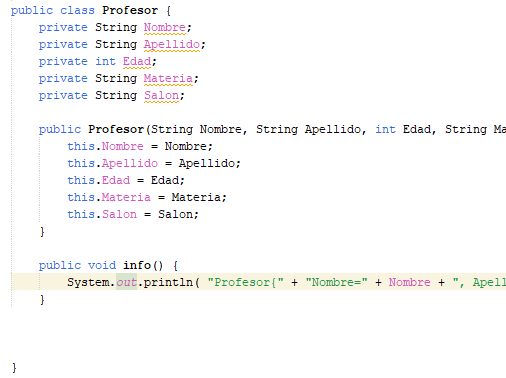 public class Profesor {
private String Nombre;
private String Apellido;
private int Edad;
private String Materia;
private String Salon;
public Profesor(String Nombre, String Apellido, int Edad, String Ma
this.Nombre = Nombre;
this.Apellido = Apellido;
this.Edad = Edad;
this.Materia = Materia;
this.Salon = Salon;
}
public void info() {
System.out.println( "Profesor{" + "Nombre=" + Nombre + ", Apell
}
}